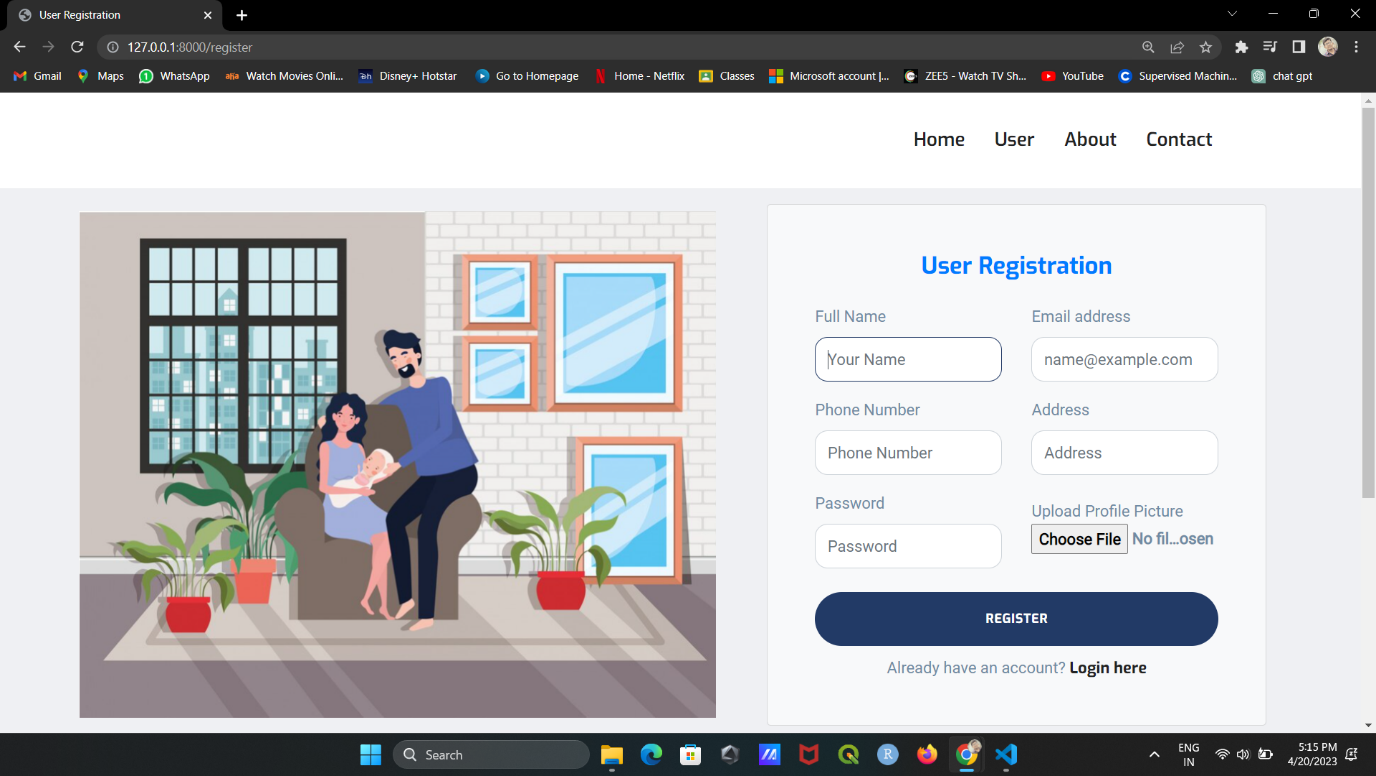 User Registration
127.0.0.1:8000/register
Gmail Maps WhatsApp afia Watch Movies Onli... Disney+ Hotstar Go to Homepage Home - Netflix Classes Microsoft account |... ZEE5 - Watch TV Sh... YouTube Supervised Machin... chat gpt
Home User About Contact
User Registration
Full Name Email address
Your Name name@example.com
Phone Number Address
Phone Number Address
Password Upload Profile Picture
Choose File No fil...osen
Password
REGISTER
Already have an account? Login here
Search
ENG
IN
5:15 PM
4/20/2023